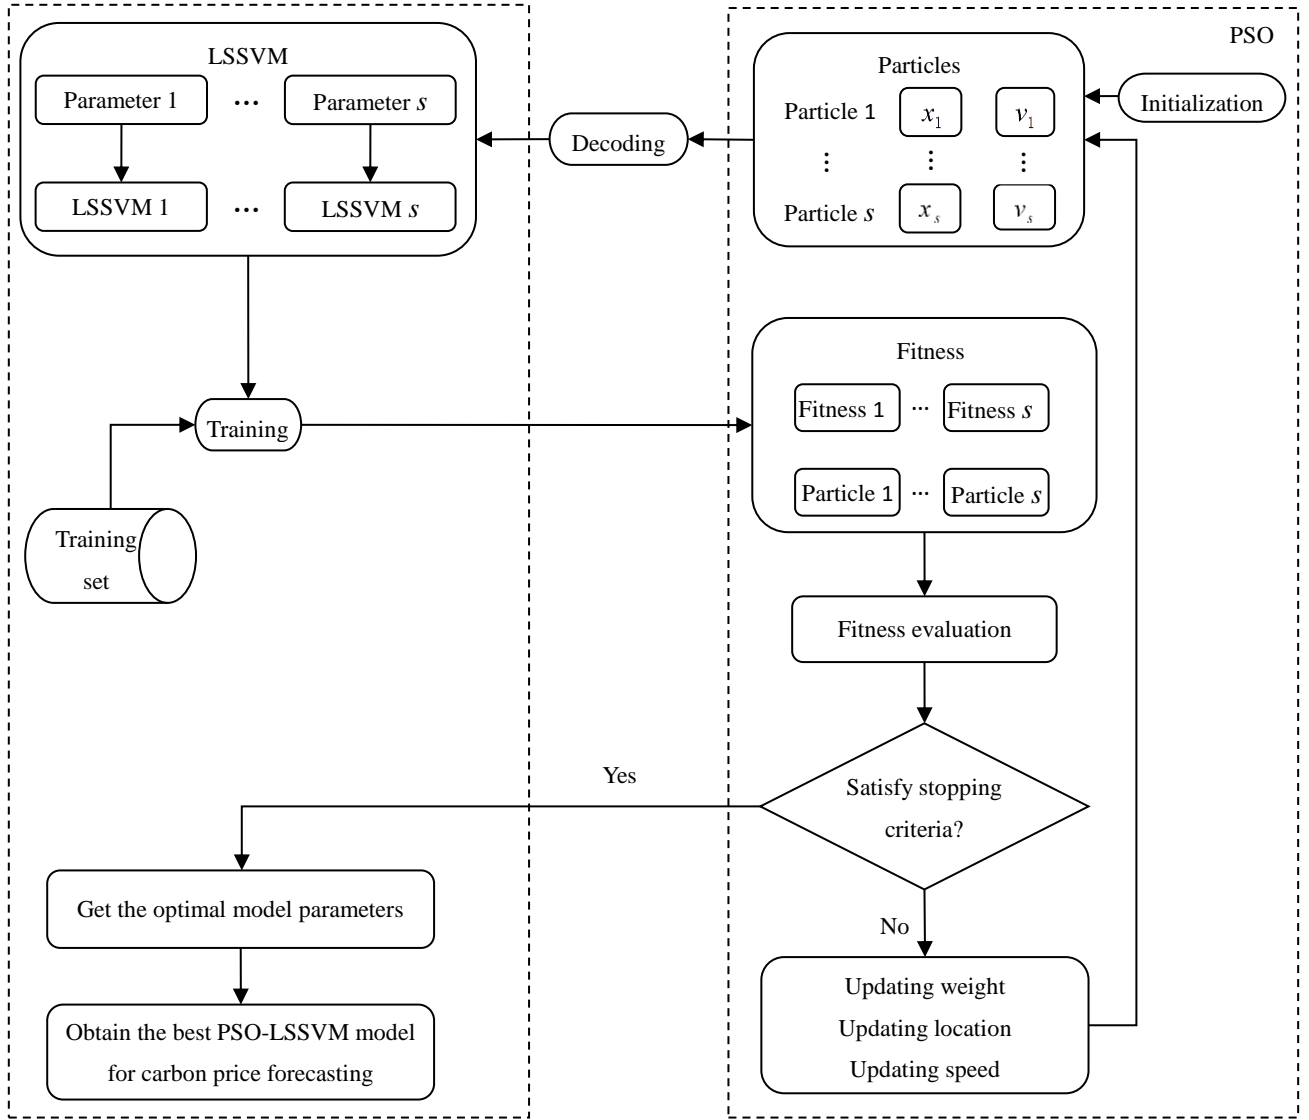 LSSVM
Parameter 1 ... Parameter s
LSSVM 1 ... LSSVM s
Decoding
PSO
Particles
Particle 1 x₁ v₁
⋮ ⋮ ⋮
Particle s xₛ vₛ
Initialization
Training
Training
set
Fitness
Fitness 1 ... Fitness s
Particle 1 ... Particle s
Fitness evaluation
Satisfy stopping
criteria?
Yes
No
Get the optimal model parameters
Obtain the best PSO-LSSVM model
for carbon price forecasting
Updating weight
Updating location
Updating speed